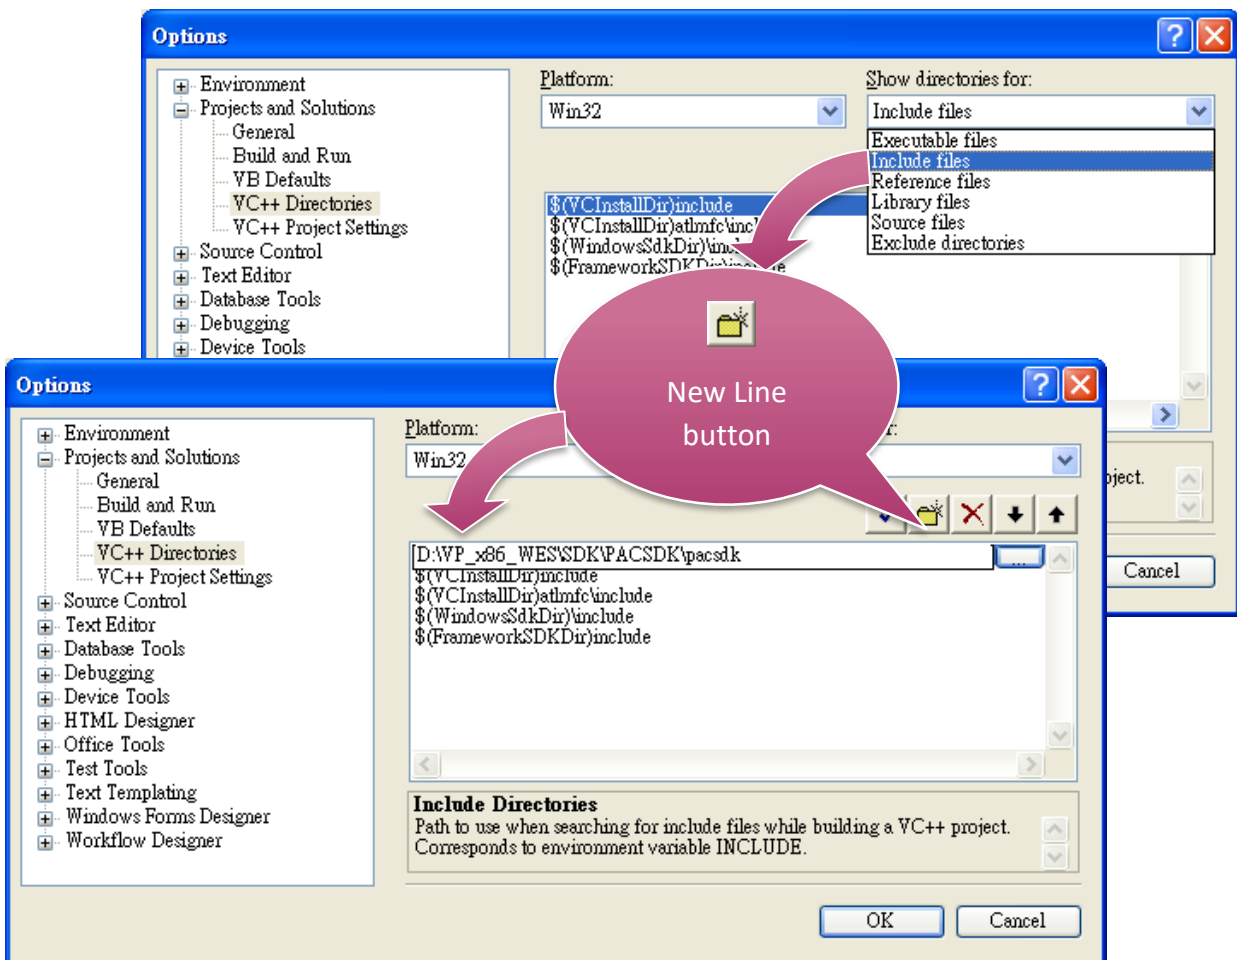 Options
Environment
Projects and Solutions
General
Build and Run
VB Defaults
VC++ Directories
VC++ Project Settings
Source Control
Text Editor
Database Tools
Debugging
Device Tools
Platform:
Win32
Show directories for:
Include files
Executable files
Include files
Reference files
Library files
Source files
Exclude directories
$(VCInstallDir)include
$(VCInstallDir)atlmfc\incl
$(WindowsSdkDir)\incl
$(FrameworkSDKDir)include
Cancel
New Line
button
Options
Environment
Projects and Solutions
General
Build and Run
VB Defaults
VC++ Directories
VC++ Project Settings
Source Control
Text Editor
Database Tools
Debugging
Device Tools
HTML Designer
Office Tools
Test Tools
Text Templating
Windows Forms Designer
Workflow Designer
Platform:
Win32
D:\VP_x86_WES\SDK\PACSDK\pacsdk
...
$(VCInstallDir)include
$(VCInstallDir)atlmfc\include
$(WindowsSdkDir)\include
$(FrameworkSDKDir)include
Include Directories
Path to use when searching for include files while building a VC++ project.
Corresponds to environment variable INCLUDE.
OK
Cancel